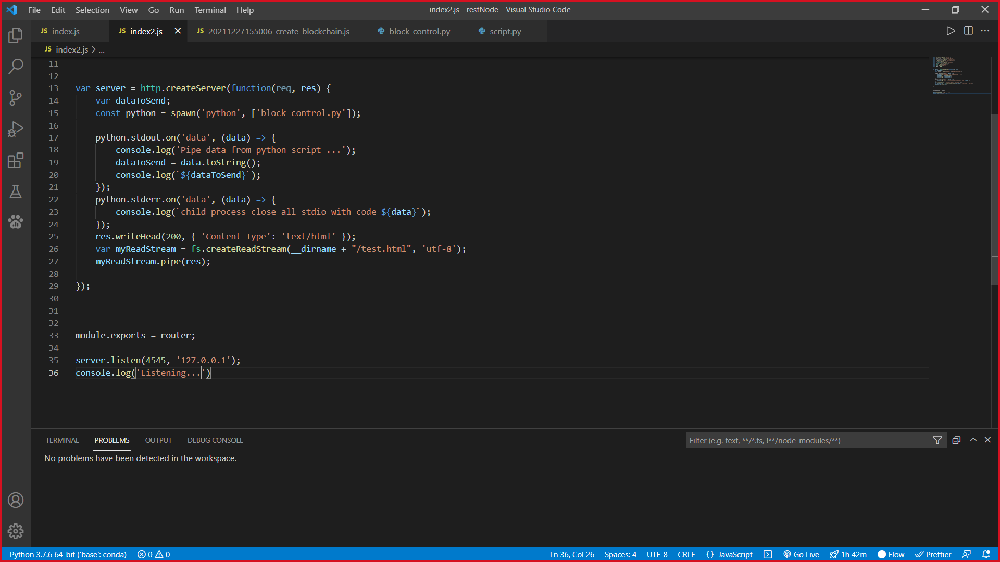 File Edit Selection View Go Run Terminal Help
index2.js - restNode - Visual Studio Code
JS index.js
JS index2.js
JS 20211227155006_create_blockchain.js
block_control.py
script.py
JS index2.js > ...
11
12
13 var server = http.createServer(function(req, res) {
14     var dataToSend;
15     const python = spawn('python', ['block_control.py']);
16
17     python.stdout.on('data', (data) => {
18         console.log('Pipe data from python script ...');
19         dataToSend = data.toString();
20         console.log(`${dataToSend}`);
21     });
22     python.stderr.on('data', (data) => {
23         console.log(`child process close all stdio with code ${data}`);
24     });
25     res.writeHead(200, { 'Content-Type': 'text/html' });
26     var myReadStream = fs.createReadStream(__dirname + "/test.html", 'utf-8');
27     myReadStream.pipe(res);
28
29 });
30
31
32
33 module.exports = router;
34
35 server.listen(4545, '127.0.0.1');
36 console.log('Listening...')
TERMINAL PROBLEMS OUTPUT DEBUG CONSOLE
Filter (e.g. text, **/*.ts, !**/node_modules/**)
No problems have been detected in the workspace.
Python 3.7.6 64-bit ('base': conda) 0 0
Ln 36, Col 26 Spaces: 4 UTF-8 CRLF {} JavaScript Go Live 1h 42m Flow Prettier